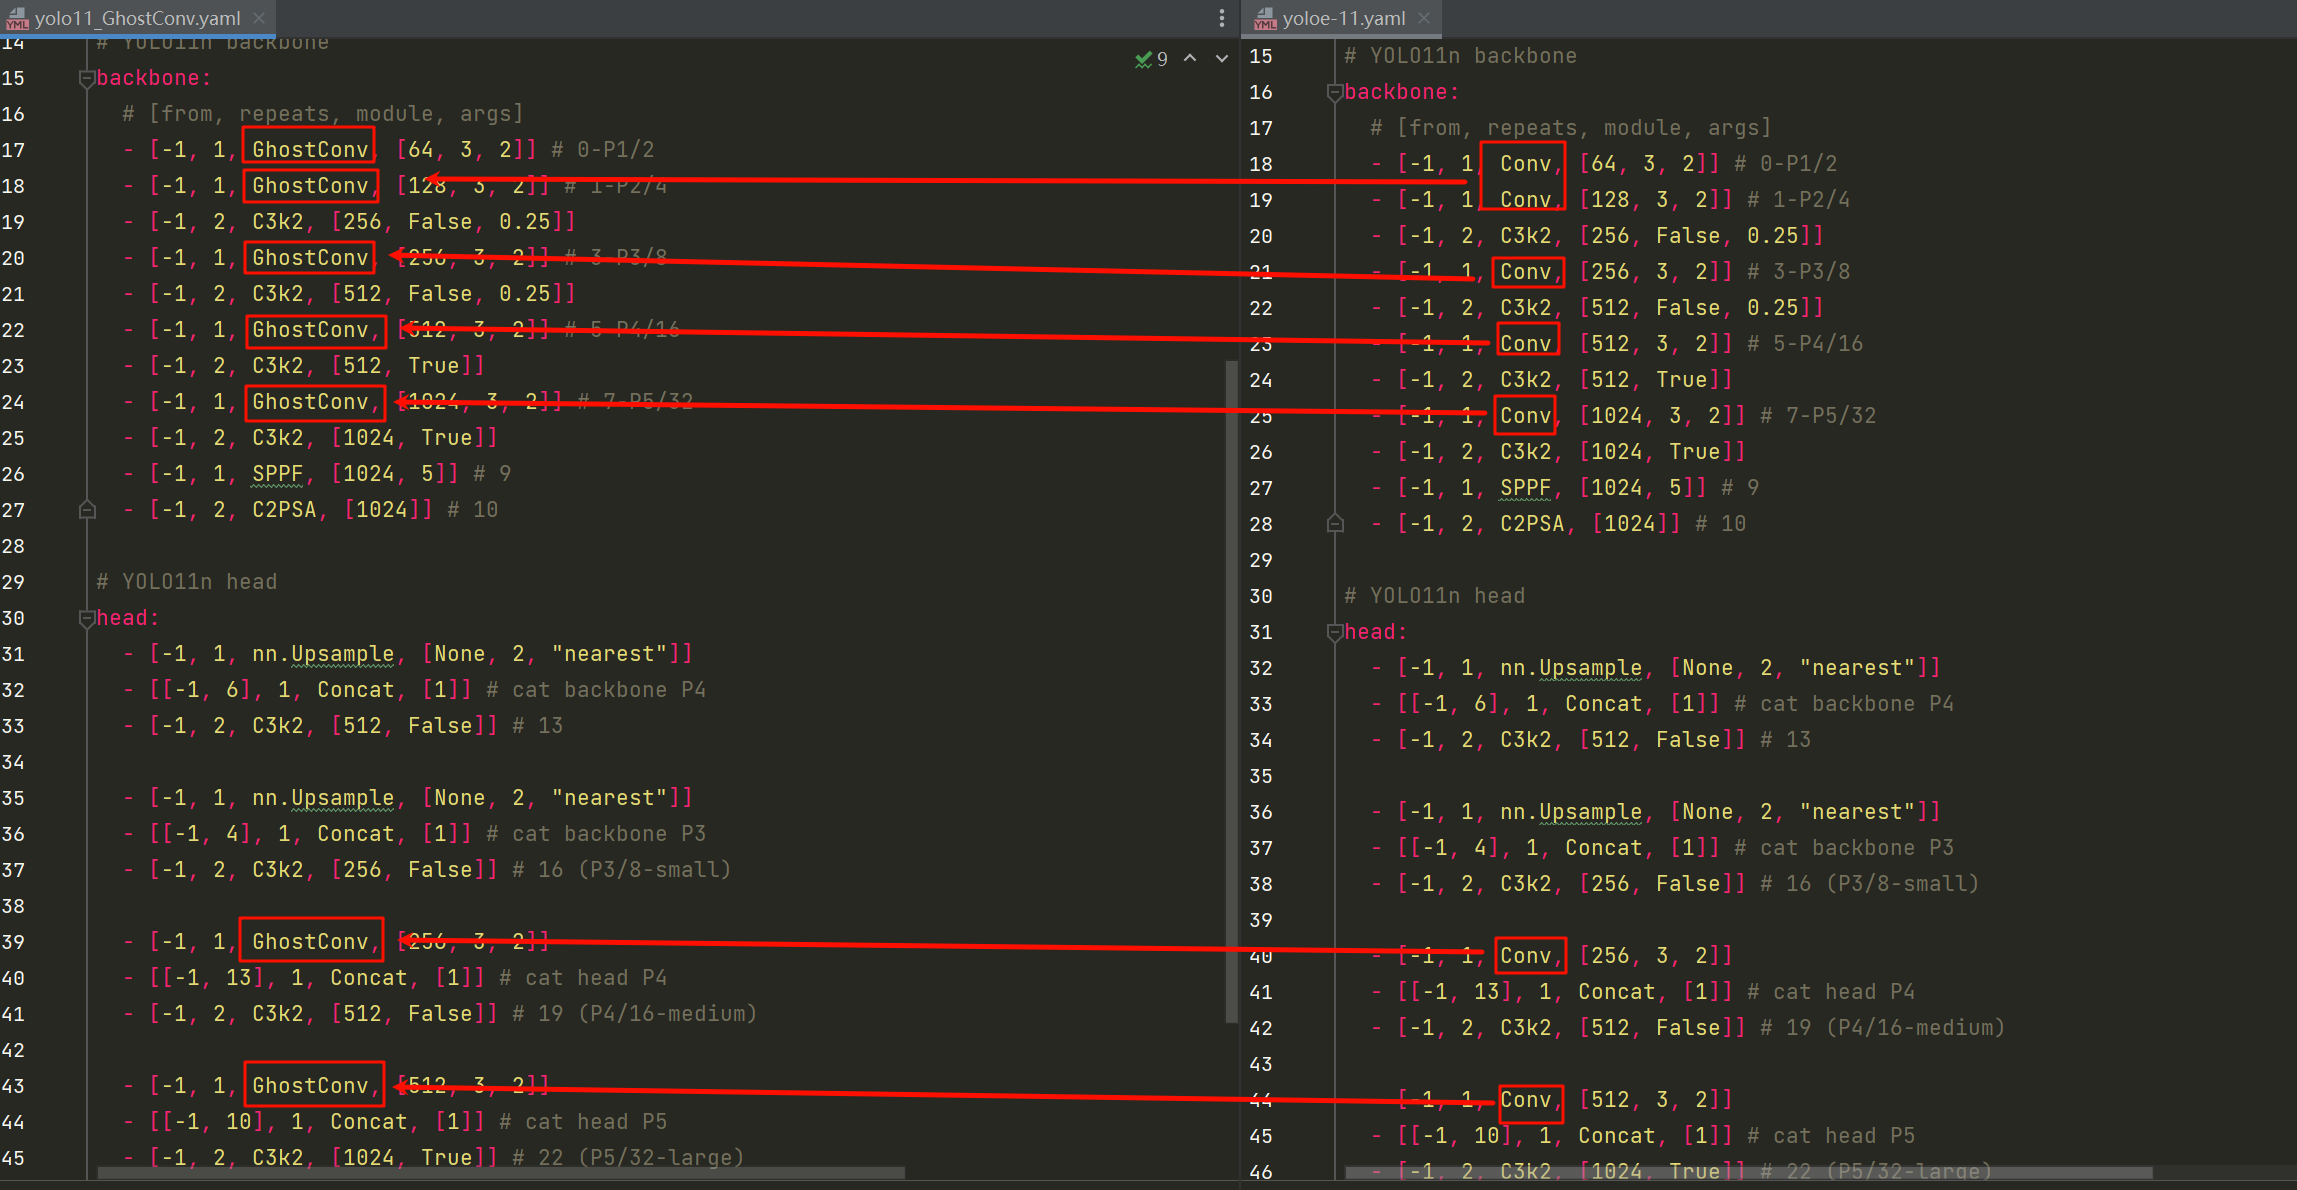 yolo11_GhostConv.yaml
14 # YOLO11n backbone
9
15 backbone:
16 # [from, repeats, module, args]
17 - [-1, 1, GhostConv, [64, 3, 2]] # 0-P1/2
18 - [-1, 1, GhostConv, [128, 3, 2]] # 1-P2/4
19 - [-1, 2, C3k2, [256, False, 0.25]]
20 - [-1, 1, GhostConv, [256, 3, 2]] # 3-P3/8
21 - [-1, 2, C3k2, [512, False, 0.25]]
22 - [-1, 1, GhostConv, [512, 3, 2]] # 5-P4/16
23 - [-1, 2, C3k2, [512, True]]
24 - [-1, 1, GhostConv, [1024, 3, 2]] # 7-P5/32
25 - [-1, 2, C3k2, [1024, True]]
26 - [-1, 1, SPPF, [1024, 5]] # 9
27 - [-1, 2, C2PSA, [1024]] # 10
28
29 # YOLO11n head
30 head:
31 - [-1, 1, nn.Upsample, [None, 2, "nearest"]]
32 - [[-1, 6], 1, Concat, [1]] # cat backbone P4
33 - [-1, 2, C3k2, [512, False]] # 13
34
35 - [-1, 1, nn.Upsample, [None, 2, "nearest"]]
36 - [[-1, 4], 1, Concat, [1]] # cat backbone P3
37 - [-1, 2, C3k2, [256, False]] # 16 (P3/8-small)
38
39 - [-1, 1, GhostConv, [256, 3, 2]]
40 - [[-1, 13], 1, Concat, [1]] # cat head P4
41 - [-1, 2, C3k2, [512, False]] # 19 (P4/16-medium)
42
43 - [-1, 1, GhostConv, [512, 3, 2]]
44 - [[-1, 10], 1, Concat, [1]] # cat head P5
45 - [-1, 2, C3k2, [1024, True]] # 22 (P5/32-large)
yoloe-11.yaml
15 # YOLO11n backbone
16 backbone:
17 # [from, repeats, module, args]
18 - [-1, 1, Conv, [64, 3, 2]] # 0-P1/2
19 - [-1, 1, Conv, [128, 3, 2]] # 1-P2/4
20 - [-1, 2, C3k2, [256, False, 0.25]]
21 - [-1, 1, Conv, [256, 3, 2]] # 3-P3/8
22 - [-1, 2, C3k2, [512, False, 0.25]]
23 - [-1, 1, Conv, [512, 3, 2]] # 5-P4/16
24 - [-1, 2, C3k2, [512, True]]
25 - [-1, 1, Conv, [1024, 3, 2]] # 7-P5/32
26 - [-1, 2, C3k2, [1024, True]]
27 - [-1, 1, SPPF, [1024, 5]] # 9
28 - [-1, 2, C2PSA, [1024]] # 10
29
30 # YOLO11n head
31 head:
32 - [-1, 1, nn.Upsample, [None, 2, "nearest"]]
33 - [[-1, 6], 1, Concat, [1]] # cat backbone P4
34 - [-1, 2, C3k2, [512, False]] # 13
35
36 - [-1, 1, nn.Upsample, [None, 2, "nearest"]]
37 - [[-1, 4], 1, Concat, [1]] # cat backbone P3
38 - [-1, 2, C3k2, [256, False]] # 16 (P3/8-small)
39
40 - [-1, 1, Conv, [256, 3, 2]]
41 - [[-1, 13], 1, Concat, [1]] # cat head P4
42 - [-1, 2, C3k2, [512, False]] # 19 (P4/16-medium)
43
44 - [-1, 1, Conv, [512, 3, 2]]
45 - [[-1, 10], 1, Concat, [1]] # cat head P5
46 - [-1, 2, C3k2, [1024, True]] # 22 (P5/32-large)